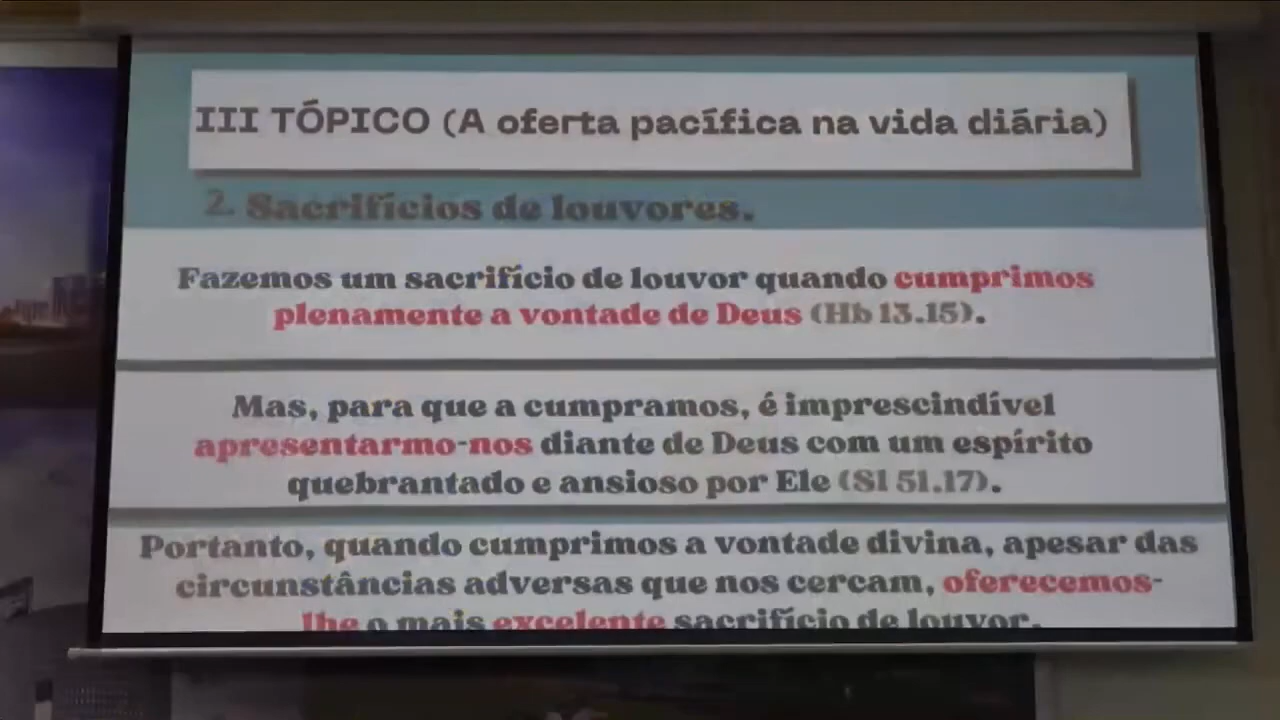 III TÓPICO (A oferta pacífica na vida diária)
2. Sacrifícios de louvores.
Fazemos um sacrifício de louvor quando cumprimos
plenamente a vontade de Deus (Hb 13.15).
Mas, para que a cumpramos, é imprescindível
apresentarmo-nos diante de Deus com um espírito
quebrantado e ansioso por Ele (Sl 51.17).
Portanto, quando cumprimos a vontade divina, apesar das
circunstâncias adversas que nos cercam, oferecemos-
lhe o mais excelente sacrifício de louvor.